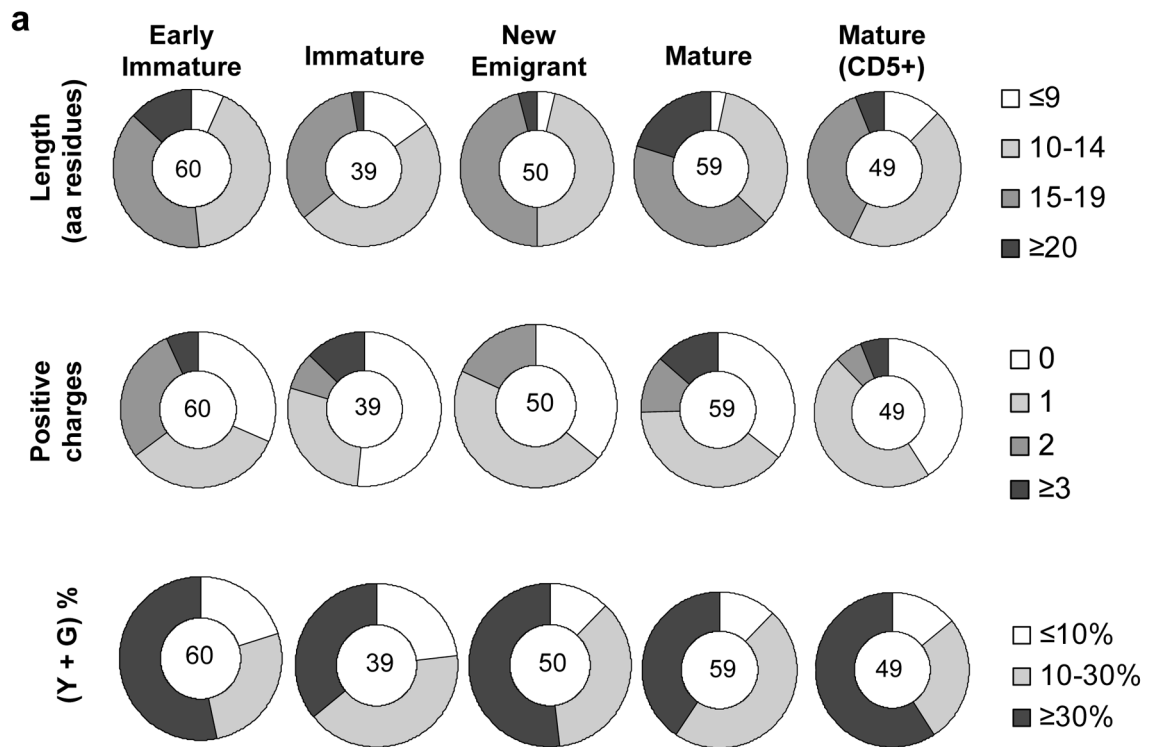 a
Early
Immature
Immature
New
Emigrant
Mature
Mature
(CD5+)
Length
(aa residues)
60
39
50
59
49
≤9
10-14
15-19
≥20
Positive
charges
60
39
50
59
49
0
1
2
≥3
(Y + G) %
60
39
50
59
49
≤10%
10-30%
≥30%